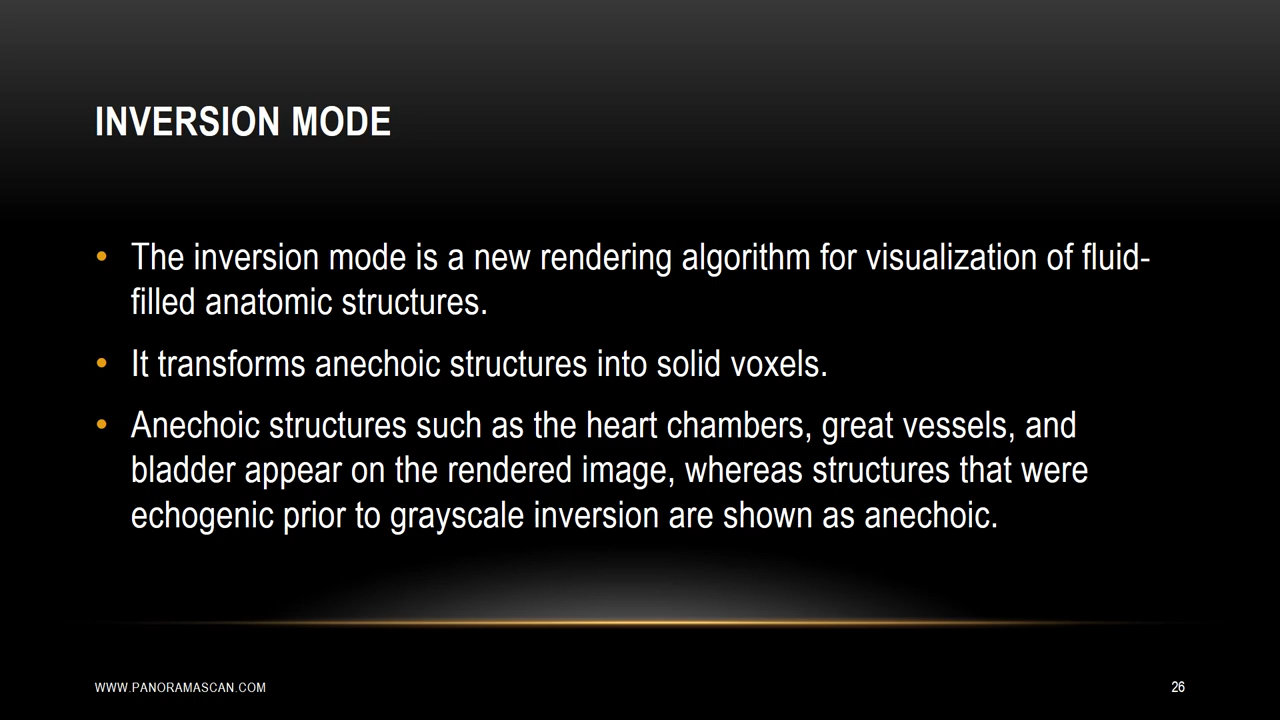 INVERSION MODE
• The inversion mode is a new rendering algorithm for visualization of fluid-
filled anatomic structures.
• It transforms anechoic structures into solid voxels.
• Anechoic structures such as the heart chambers, great vessels, and
bladder appear on the rendered image, whereas structures that were
echogenic prior to grayscale inversion are shown as anechoic.
WWW.PANORAMASCAN.COM
26